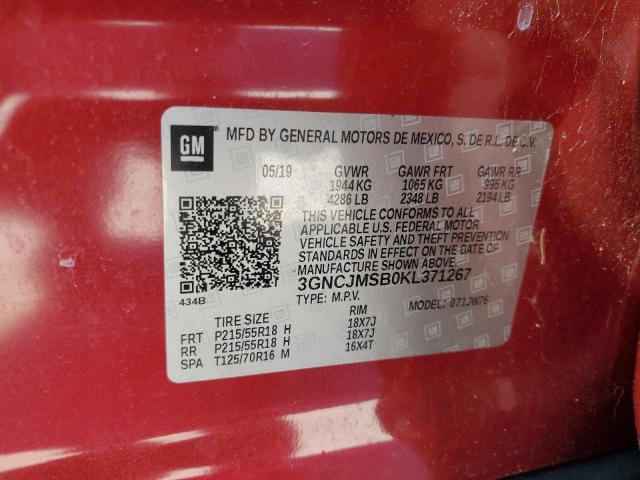 GM
MFD BY GENERAL MOTORS DE MEXICO, S. DE R.L. DE C.V.
05/19 GVWR GAWR FRT GAWR RR
1944 KG 1065 KG 995 KG
4286 LB 2348 LB 2194 LB
THIS VEHICLE CONFORMS TO ALL
APPLICABLE U.S. FEDERAL MOTOR
VEHICLE SAFETY AND THEFT PREVENTION
STANDARDS IN EFFECT ON THE DATE OF
MANUFACTURE SHOWN ABOVE.
3GNCJMSB0KL371267
434B
TYPE: M.P.V. MODEL: 071JW76
TIRE SIZE RIM
FRT P215/55R18 H 18X7J
RR P215/55R18 H 18X7J
SPA T125/70R16 M 16X4T